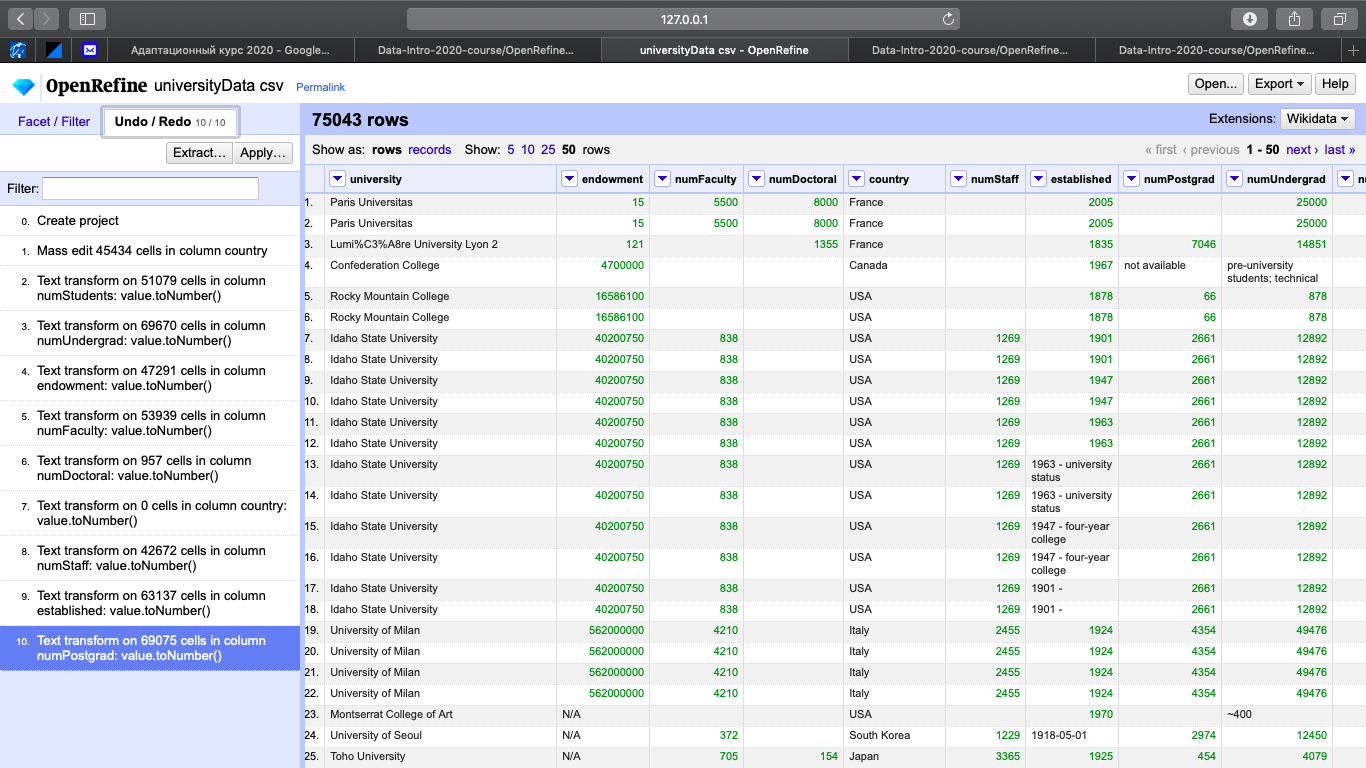 127.0.0.1
Адаптационный курс 2020 - Google...
Data-Intro-2020-course/OpenRefine...
universityData csv - OpenRefine
Data-Intro-2020-course/OpenRefine...
Data-Intro-2020-course/OpenRefine...
OpenRefine universityData csv Permalink
Open... Export Help
Facet / Filter Undo / Redo 10 / 10
75043 rows
Extensions: Wikidata
Extract... Apply...
Show as: rows records Show: 5 10 25 50 rows
« first ‹ previous 1 - 50 next › last »
Filter:
0. Create project
1. Mass edit 45434 cells in column country
2. Text transform on 51079 cells in column
numStudents: value.toNumber()
3. Text transform on 69670 cells in column
numUndergrad: value.toNumber()
4. Text transform on 47291 cells in column
endowment: value.toNumber()
5. Text transform on 53939 cells in column
numFaculty: value.toNumber()
6. Text transform on 957 cells in column
numDoctoral: value.toNumber()
7. Text transform on 0 cells in column country:
value.toNumber()
8. Text transform on 42672 cells in column
numStaff: value.toNumber()
9. Text transform on 63137 cells in column
established: value.toNumber()
10. Text transform on 69075 cells in column
numPostgrad: value.toNumber()
university endowment numFaculty numDoctoral country numStaff established numPostgrad numUndergrad
1. Paris Universitas 15 5500 8000 France 2005 25000
2. Paris Universitas 15 5500 8000 France 2005 25000
3. Lumi%C3%A8re University Lyon 2 121 1355 France 1835 7046 14851
4. Confederation College 4700000 Canada 1967 not available pre-university
students; technical
5. Rocky Mountain College 16586100 USA 1878 66 878
6. Rocky Mountain College 16586100 USA 1878 66 878
7. Idaho State University 40200750 838 USA 1269 1901 2661 12892
8. Idaho State University 40200750 838 USA 1269 1901 2661 12892
9. Idaho State University 40200750 838 USA 1269 1947 2661 12892
10. Idaho State University 40200750 838 USA 1269 1947 2661 12892
11. Idaho State University 40200750 838 USA 1269 1963 2661 12892
12. Idaho State University 40200750 838 USA 1269 1963 2661 12892
13. Idaho State University 40200750 838 USA 1269 1963 - university 2661 12892
status
14. Idaho State University 40200750 838 USA 1269 1963 - university 2661 12892
status
15. Idaho State University 40200750 838 USA 1269 1947 - four-year 2661 12892
college
16. Idaho State University 40200750 838 USA 1269 1947 - four-year 2661 12892
college
17. Idaho State University 40200750 838 USA 1269 1901 - 2661 12892
18. Idaho State University 40200750 838 USA 1269 1901 - 2661 12892
19. University of Milan 562000000 4210 Italy 2455 1924 4354 49476
20. University of Milan 562000000 4210 Italy 2455 1924 4354 49476
21. University of Milan 562000000 4210 Italy 2455 1924 4354 49476
22. University of Milan 562000000 4210 Italy 2455 1924 4354 49476
23. Montserrat College of Art N/A USA 1970 ~400
24. University of Seoul N/A 372 South Korea 1229 1918-05-01 2974 12450
25. Toho University N/A 705 154 Japan 3365 1925 454 4079